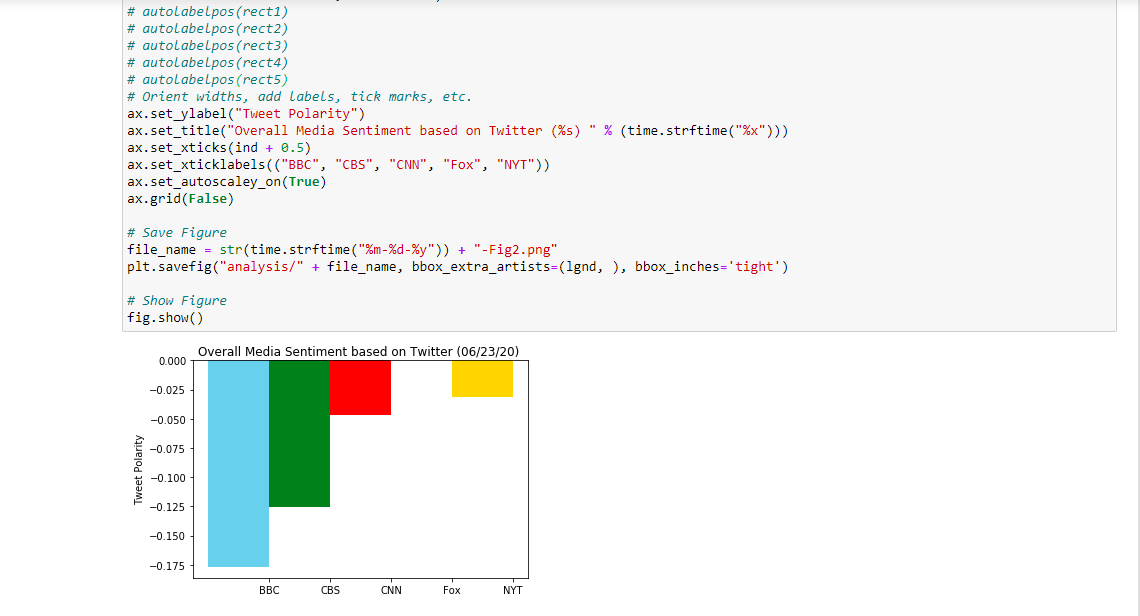 # autolabelpos(rect1)
# autolabelpos(rect2)
# autolabelpos(rect3)
# autolabelpos(rect4)
# autolabelpos(rect5)
# Orient widths, add labels, tick marks, etc.
ax.set_ylabel("Tweet Polarity")
ax.set_title("Overall Media Sentiment based on Twitter (%s) " % (time.strftime("%x")))
ax.set_xticks(ind + 0.5)
ax.set_xticklabels(("BBC", "CBS", "CNN", "Fox", "NYT"))
ax.set_autoscaley_on(True)
ax.grid(False)
# Save Figure
file_name = str(time.strftime("%m-%d-%y")) + "-Fig2.png"
plt.savefig("analysis/" + file_name, bbox_extra_artists=(lgnd, ), bbox_inches='tight')
# Show Figure
fig.show()
Overall Media Sentiment based on Twitter (06/23/20)
0.000
−0.025
−0.050
−0.075
−0.100
−0.125
−0.150
−0.175
Tweet Polarity
BBC CBS CNN Fox NYT